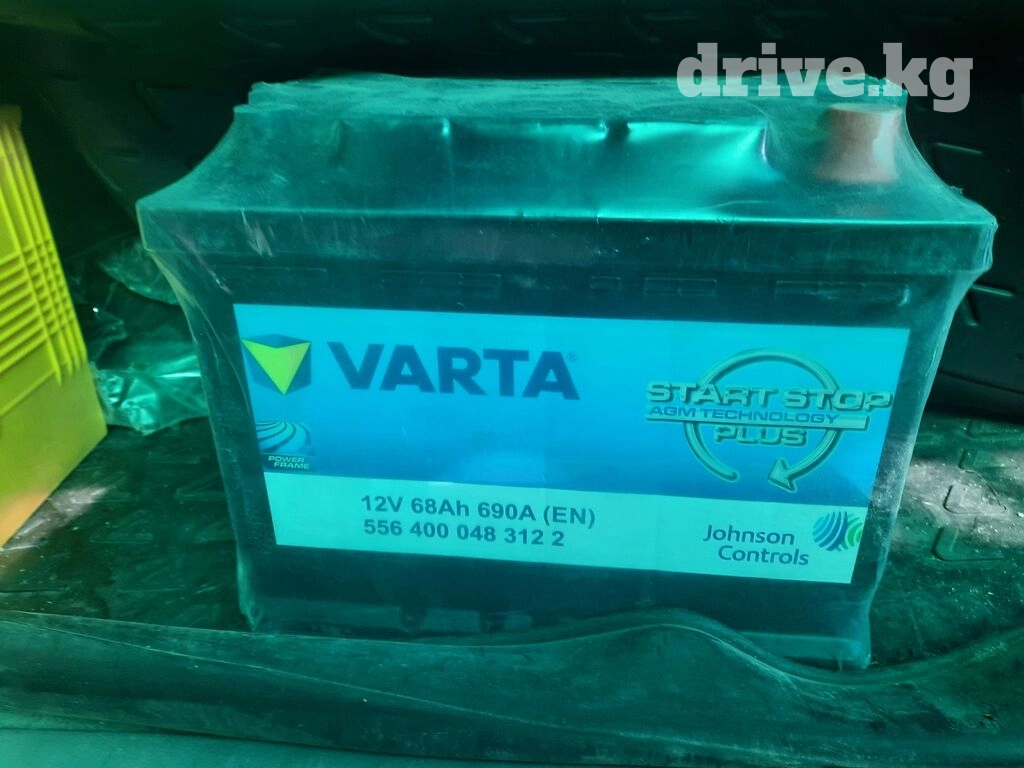 drive.kg
VARTA®
START STOP
AGM TECHNOLOGY
PLUS
POWER
FRAME
12V 68Ah 690A (EN)
556 400 048 312 2
Johnson
Controls